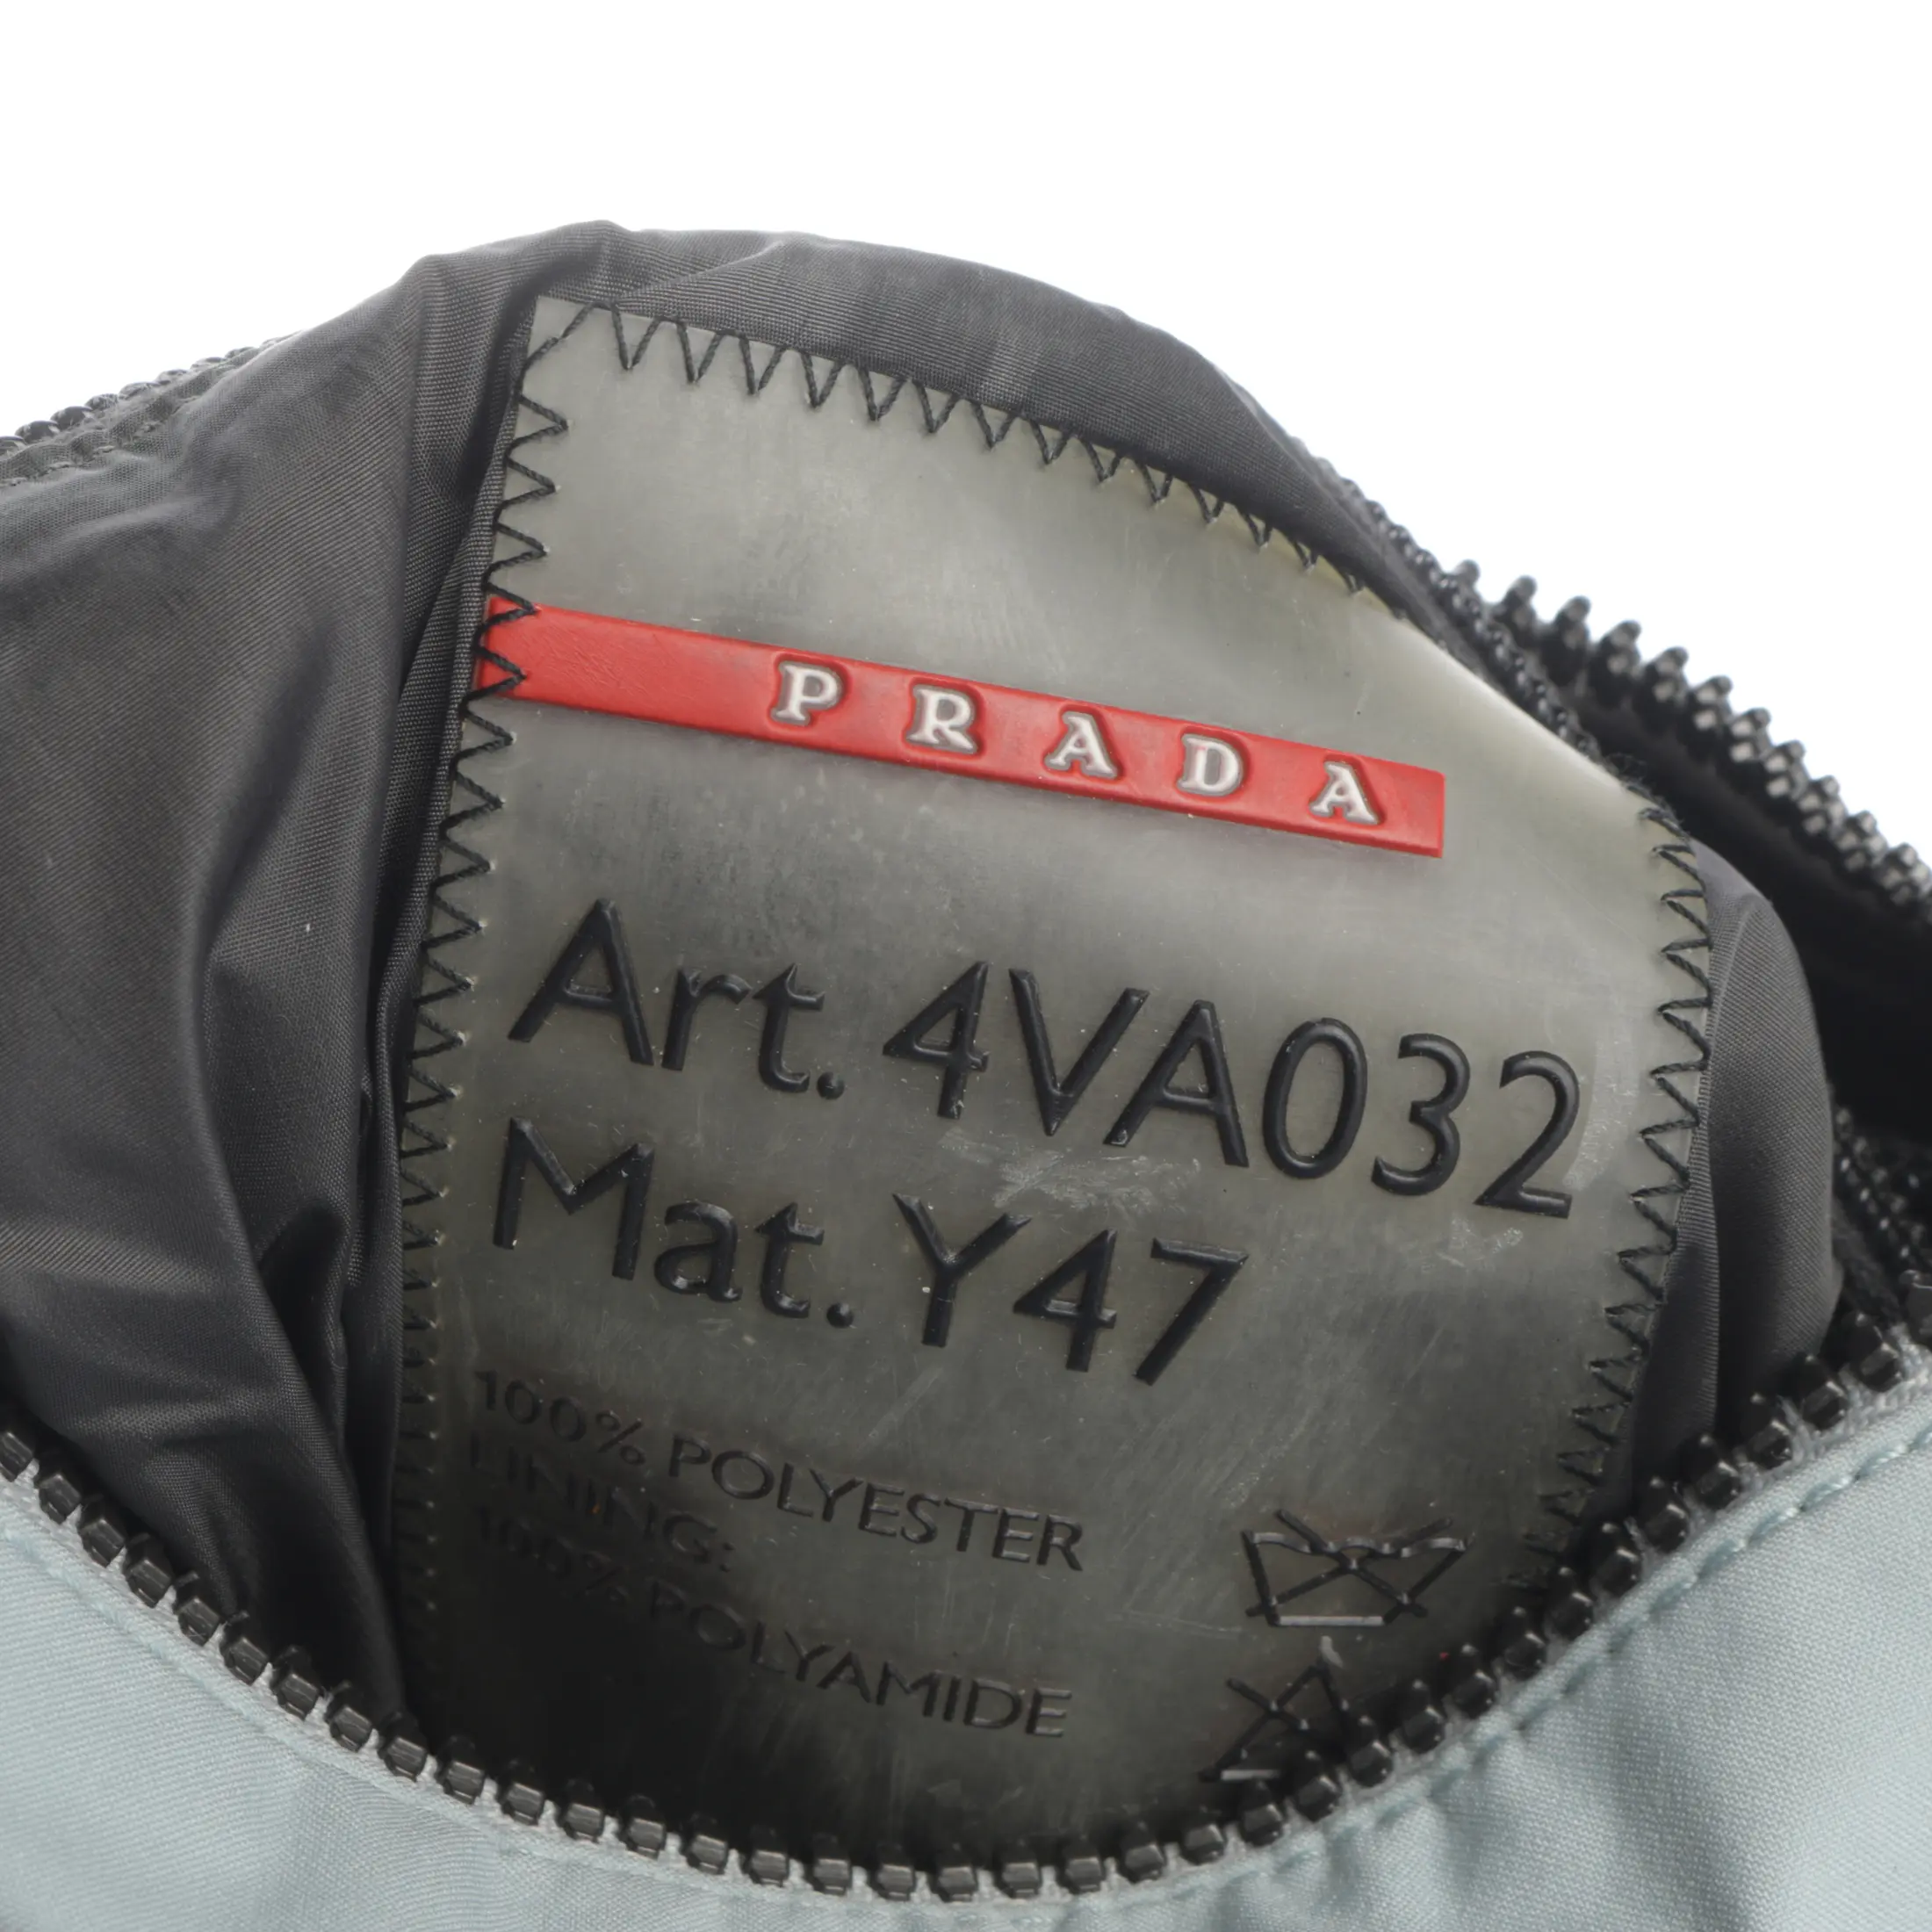 PRADA
Art. 4VA032
Mat. Y47
100% POLYESTER
LINING:
100% POLYAMIDE